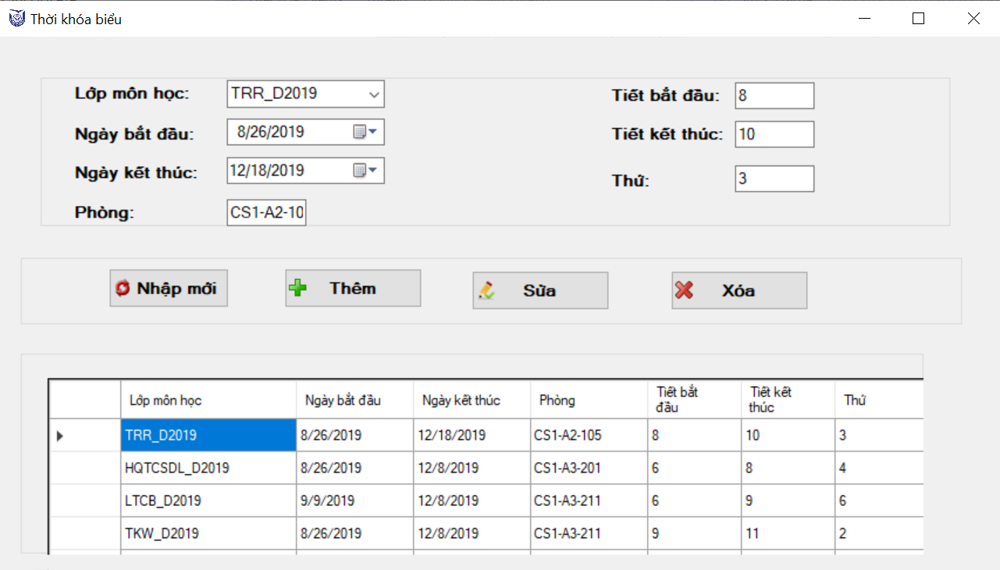 Thời khóa biểu
Lớp môn học: TRR_D2019 Tiết bắt đầu: 8
Ngày bắt đầu: 8/26/2019 Tiết kết thúc: 10
Ngày kết thúc: 12/18/2019 Thứ: 3
Phòng: CS1-A2-10
Nhập mới Thêm Sửa Xóa
Lớp môn học Ngày bắt đầu Ngày kết thúc Phòng Tiết bắt đầu Tiết kết thúc Thứ
TRR_D2019 8/26/2019 12/18/2019 CS1-A2-105 8 10 3
HQTCSDL_D2019 8/26/2019 12/8/2019 CS1-A3-201 6 8 4
LTCB_D2019 9/9/2019 12/8/2019 CS1-A3-211 6 9 6
TKW_D2019 8/26/2019 12/8/2019 CS1-A3-211 9 11 2